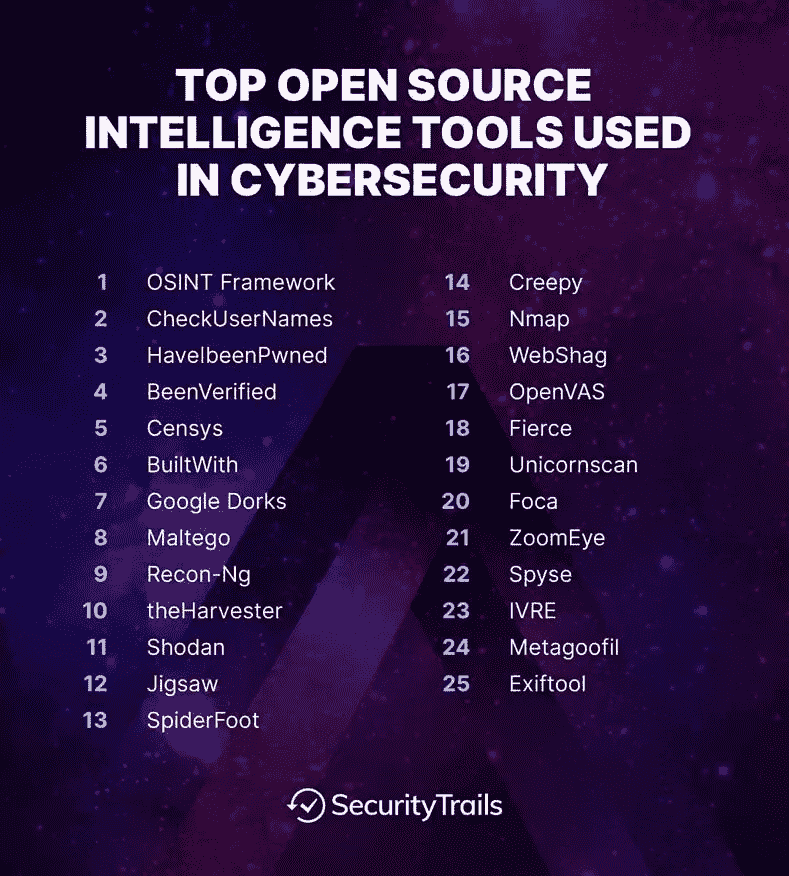 TOP OPEN SOURCE
INTELLIGENCE TOOLS USED
IN CYBERSECURITY
1 OSINT Framework
2 CheckUserNames
3 HaveIbeenPwned
4 BeenVerified
5 Censys
6 BuiltWith
7 Google Dorks
8 Maltego
9 Recon-Ng
10 theHarvester
11 Shodan
12 Jigsaw
13 SpiderFoot
14 Creepy
15 Nmap
16 WebShag
17 OpenVAS
18 Fierce
19 Unicornscan
20 Foca
21 ZoomEye
22 Spyse
23 IVRE
24 Metagoofil
25 Exiftool
SecurityTrails